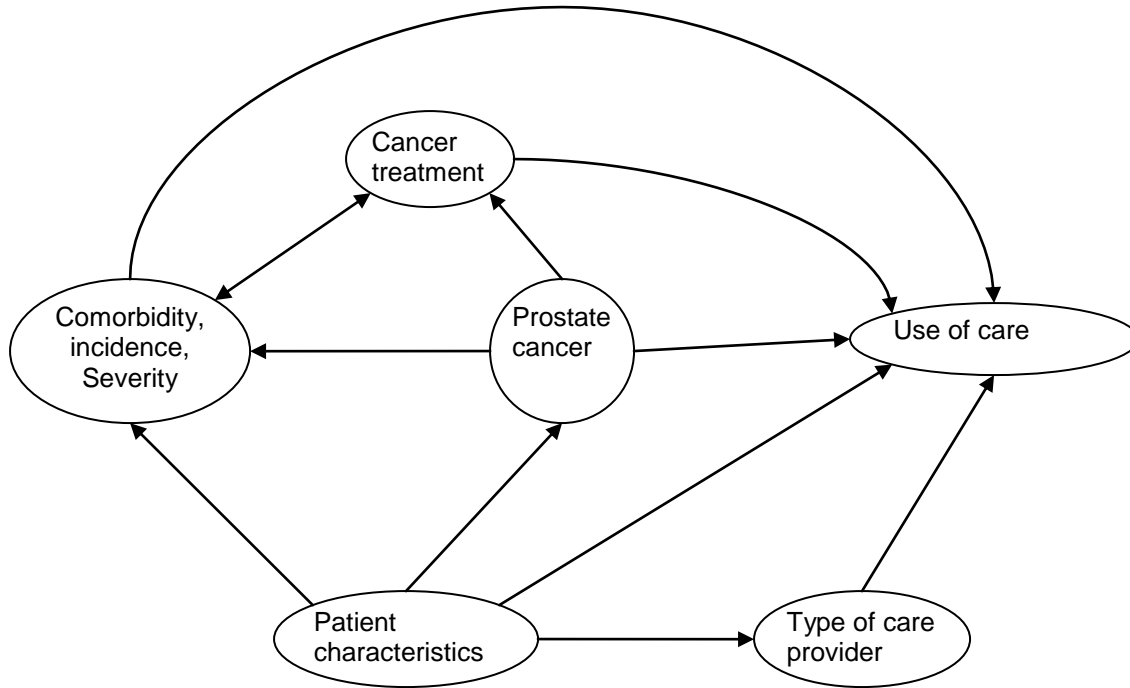 Cancer
treatment
Comorbidity,
incidence,
Severity
Prostate
cancer
Use of care
Patient
characteristics
Type of care
provider